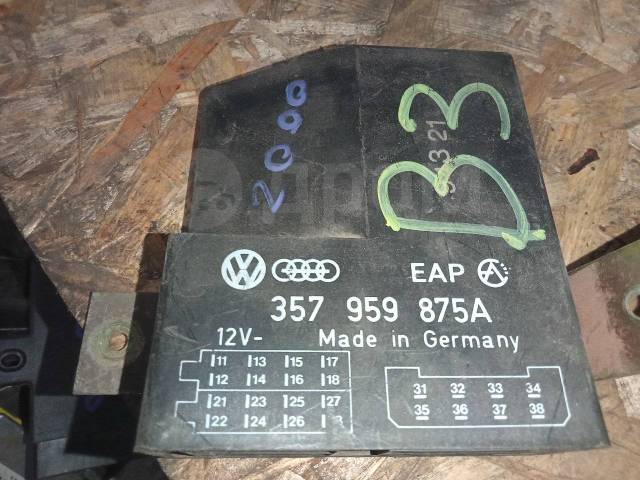 2090
B3
321
EAP
357 959 875A
12V- Made in Germany
11 13 15 17
12 14 16 18
21 23 25 27
22 24 26
31 32 33 34
35 36 37 38